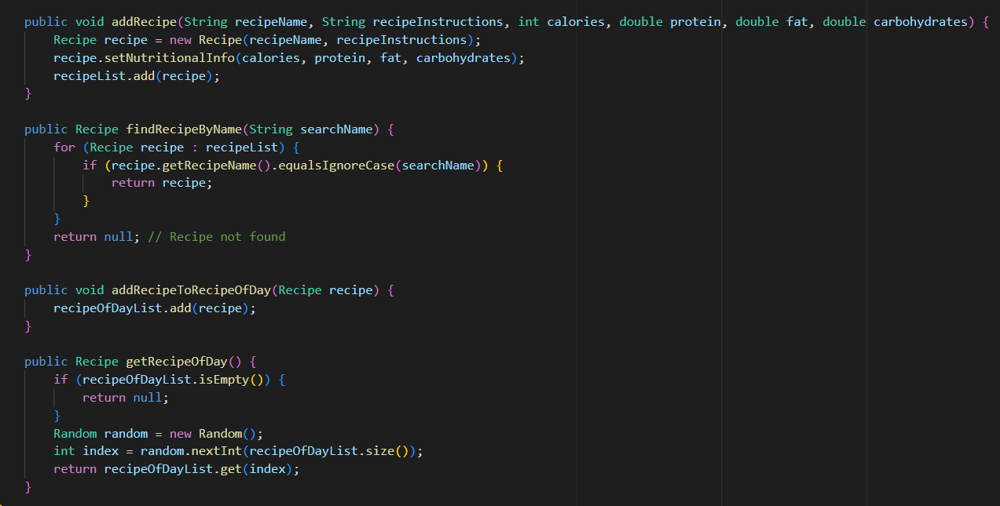 public void addRecipe(String recipeName, String recipeInstructions, int calories, double protein, double fat, double carbohydrates) {
    Recipe recipe = new Recipe(recipeName, recipeInstructions);
    recipe.setNutritionalInfo(calories, protein, fat, carbohydrates);
    recipeList.add(recipe);
}

public Recipe findRecipeByName(String searchName) {
    for (Recipe recipe : recipeList) {
        if (recipe.getRecipeName().equalsIgnoreCase(searchName)) {
            return recipe;
        }
    }
    return null; // Recipe not found
}

public void addRecipeToRecipeOfDay(Recipe recipe) {
    recipeOfDayList.add(recipe);
}

public Recipe getRecipeOfDay() {
    if (recipeOfDayList.isEmpty()) {
        return null;
    }
    Random random = new Random();
    int index = random.nextInt(recipeOfDayList.size());
    return recipeOfDayList.get(index);
}